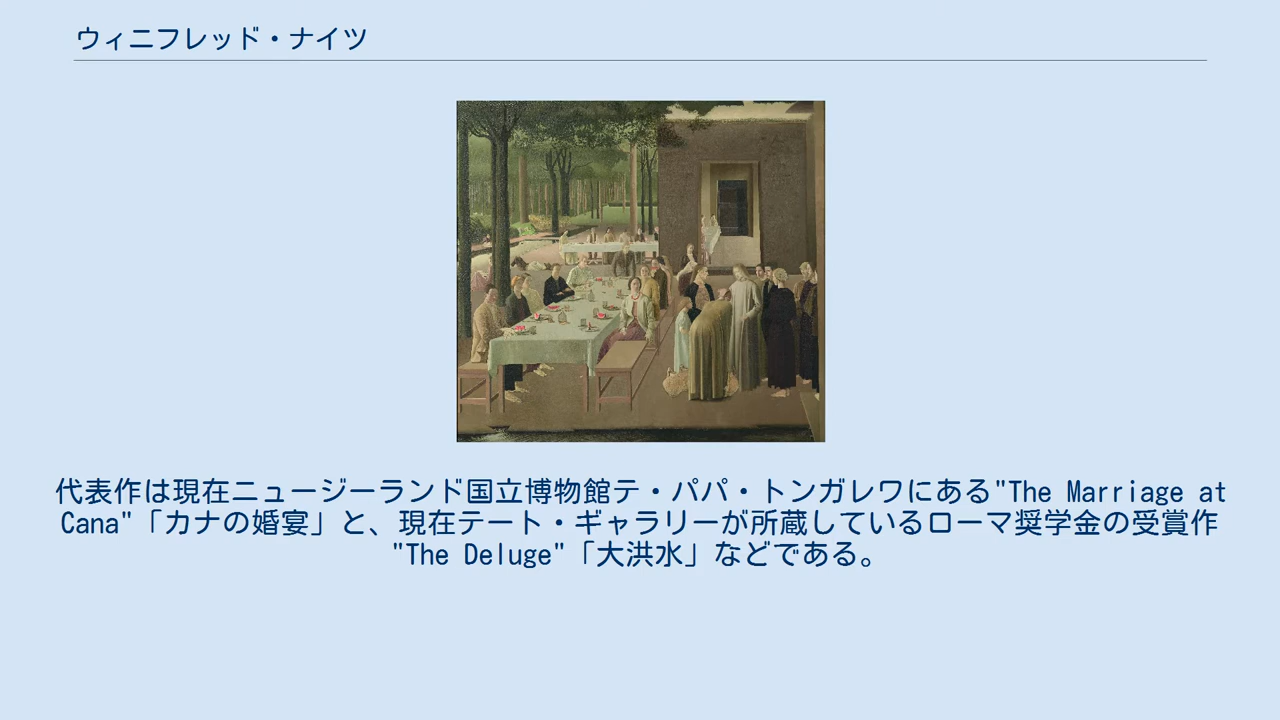 ウィニフレッド・ナイツ
代表作は現在ニュージーランド国立博物館テ・パパ・トンガレワにある"The Marriage at
Cana"「カナの婚宴」と、現在テート・ギャラリーが所蔵しているローマ奨学金の受賞作
"The Deluge"「大洪水」などである。